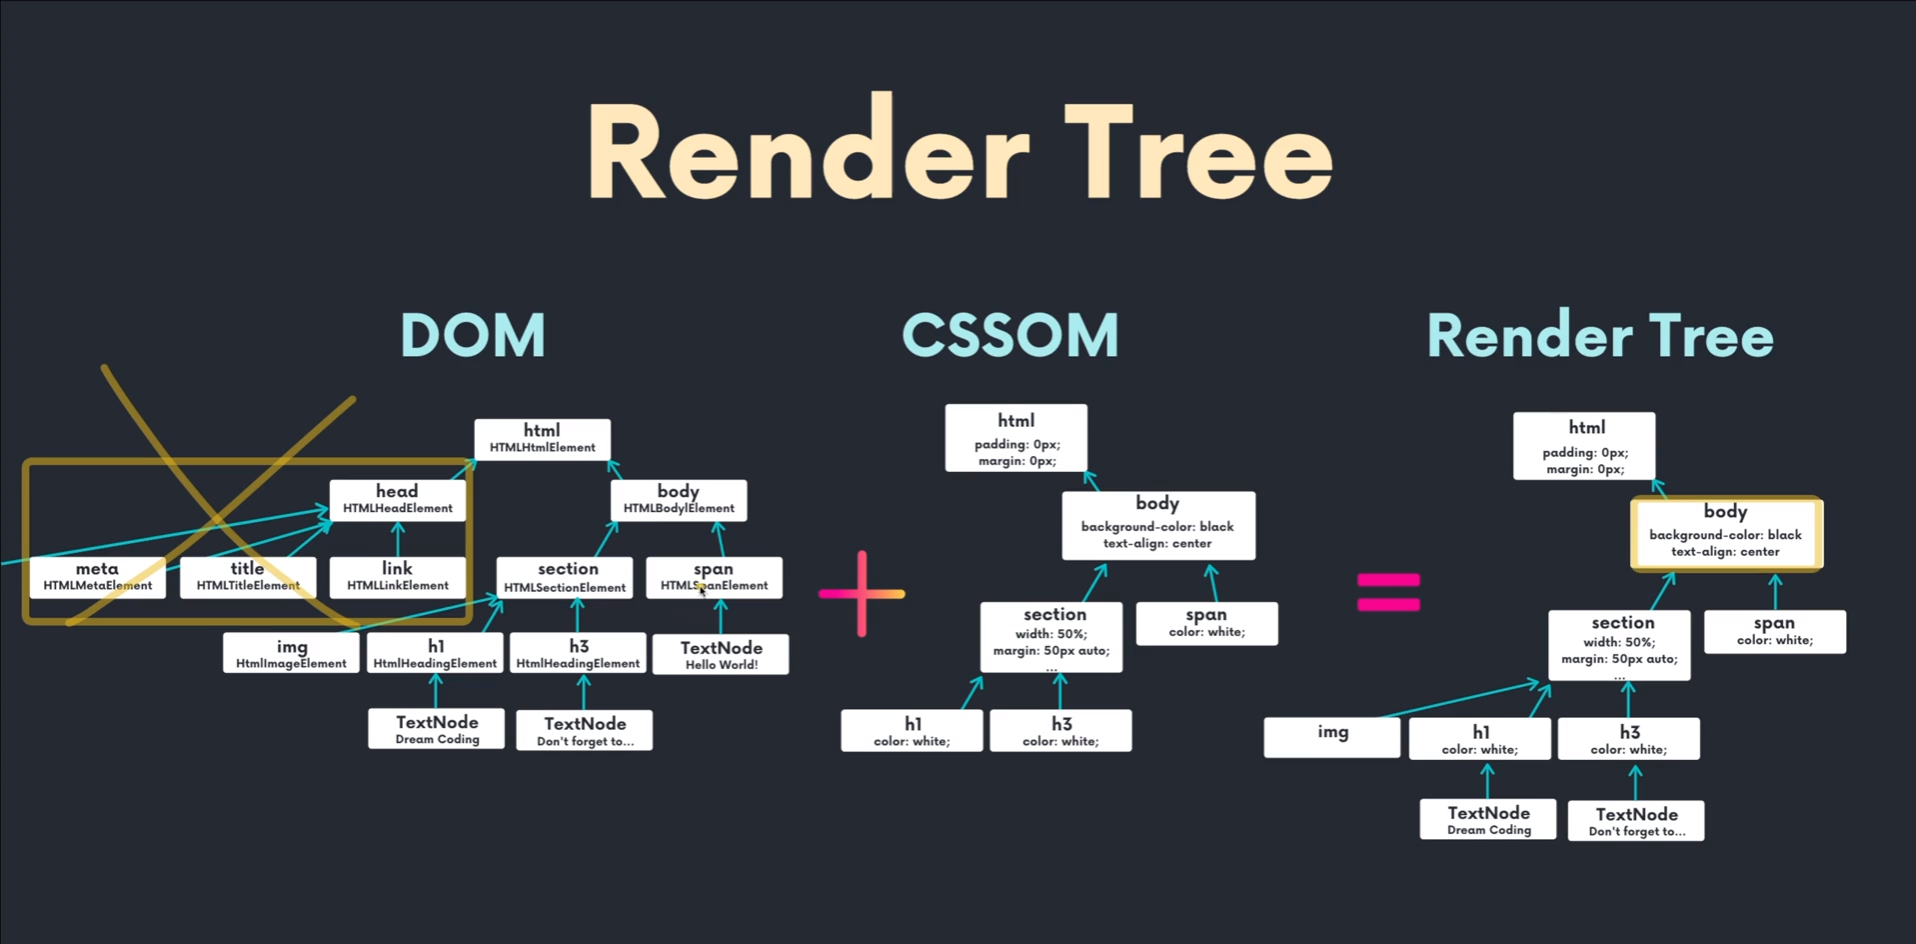 Render Tree
DOM
html
HTMLHtmlElement
head
HTMLHeadElement
body
HTMLBodylElement
meta
HTMLMetaElement
title
HTMLTitleElement
link
HTMLLinkElement
section
HTMLSectionElement
span
HTMLSpanElement
img
HtmlImageElement
h1
HtmlHeadingElement
h3
HtmlHeadingElement
TextNode
Hello World!
TextNode
Dream Coding
TextNode
Don't forget to...
CSSOM
html
padding: 0px;
margin: 0px;
body
background-color: black
text-align: center
section
width: 50%;
margin: 50px auto;
...
span
color: white;
h1
color: white;
h3
color: white;
Render Tree
html
padding: 0px;
margin: 0px;
body
background-color: black
text-align: center
section
width: 50%;
margin: 50px auto;
...
span
color: white;
img
h1
color: white;
h3
color: white;
TextNode
Dream Coding
TextNode
Don't forget to...